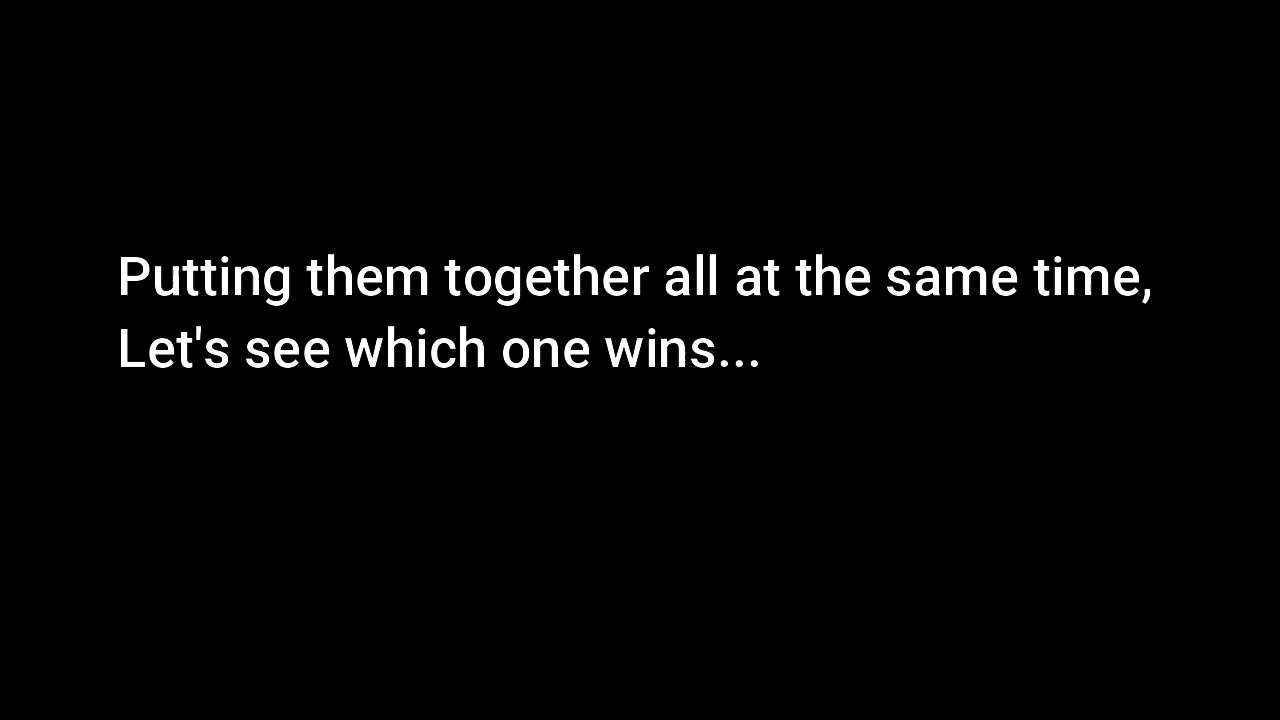 Putting them together all at the same time,
Let's see which one wins...